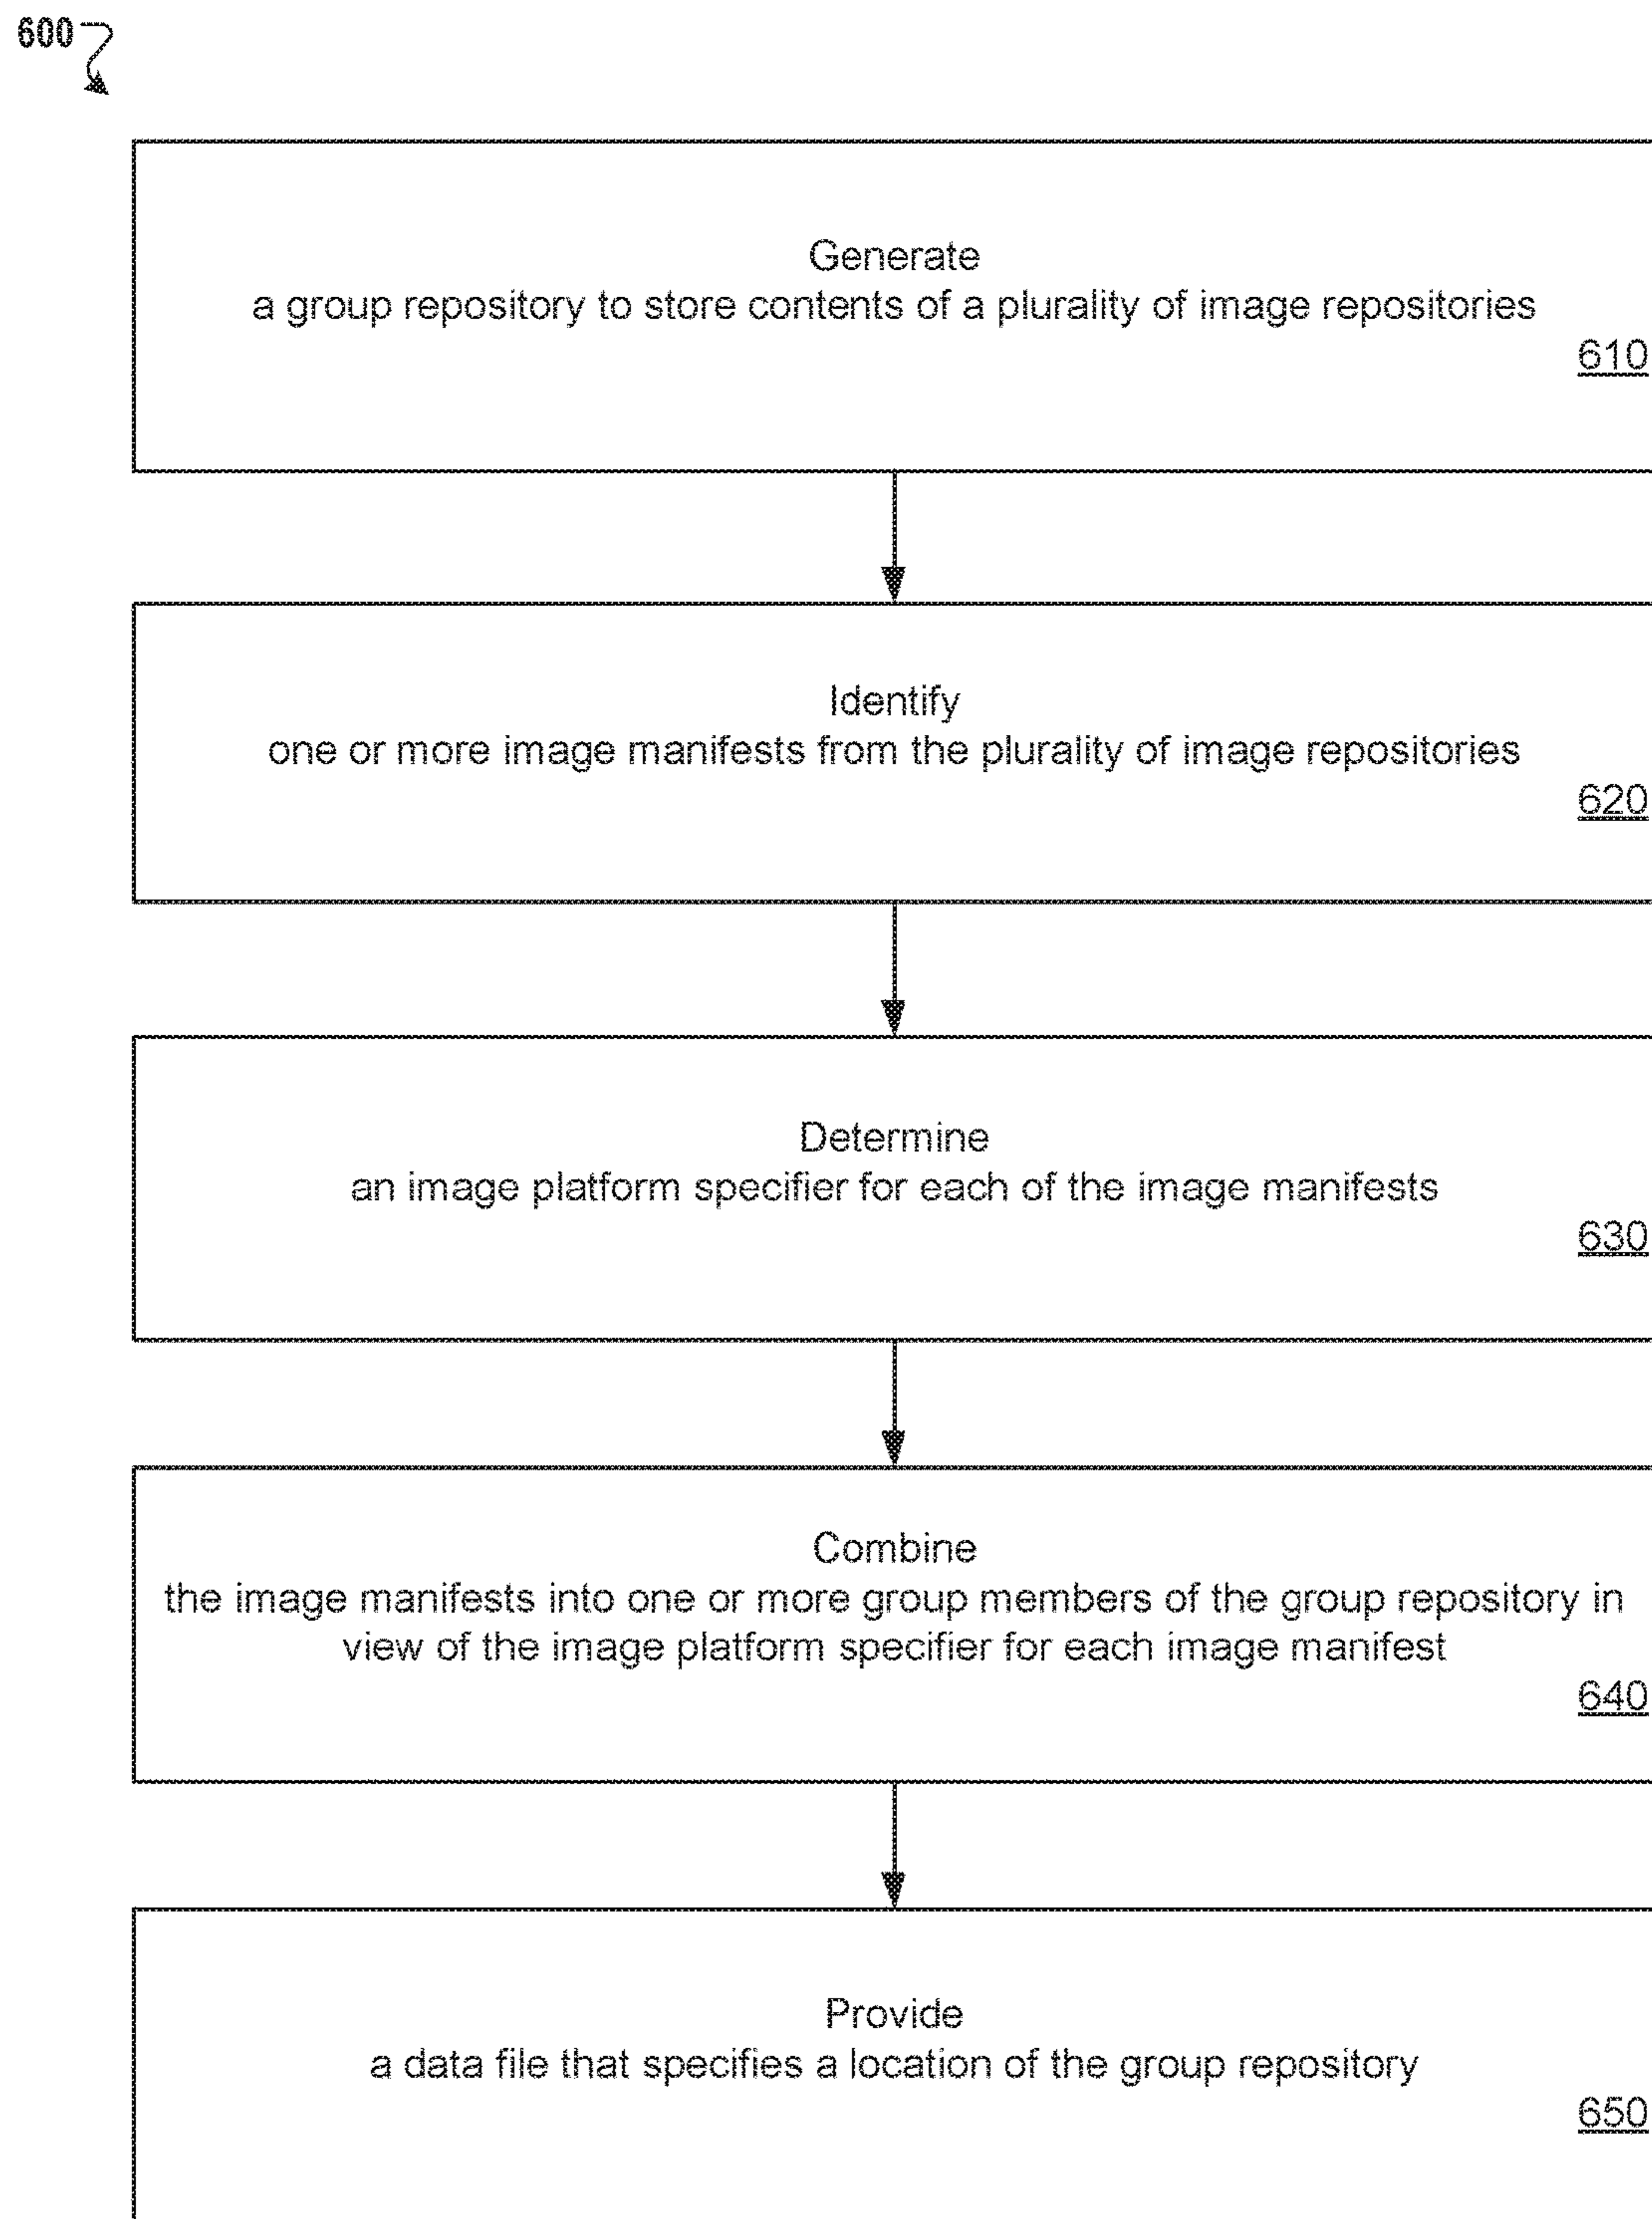 600
Generate
a group repository to store contents of a plurality of image repositories
610
Identify
one or more image manifests from the plurality of image repositories
620
Determine
an image platform specifier for each of the image manifests
630
Combine
the image manifests into one or more group members of the group repository in
view of the image platform specifier for each image manifest
640
Provide
a data file that specifies a location of the group repository
650